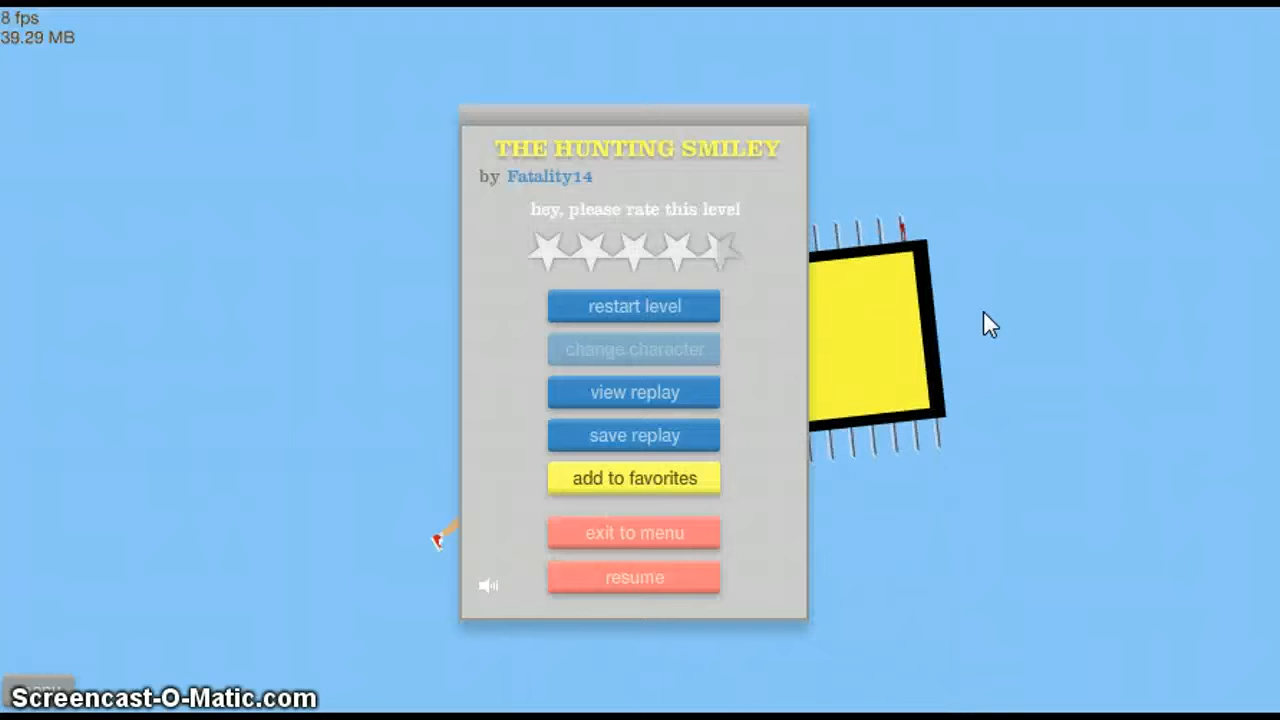 8 fps
39.29 MB
THE HUNTING SMILEY
by Fatality14
hey, please rate this level
restart level
change character
view replay
save replay
add to favorites
exit to menu
resume
Screencast-O-Matic.com